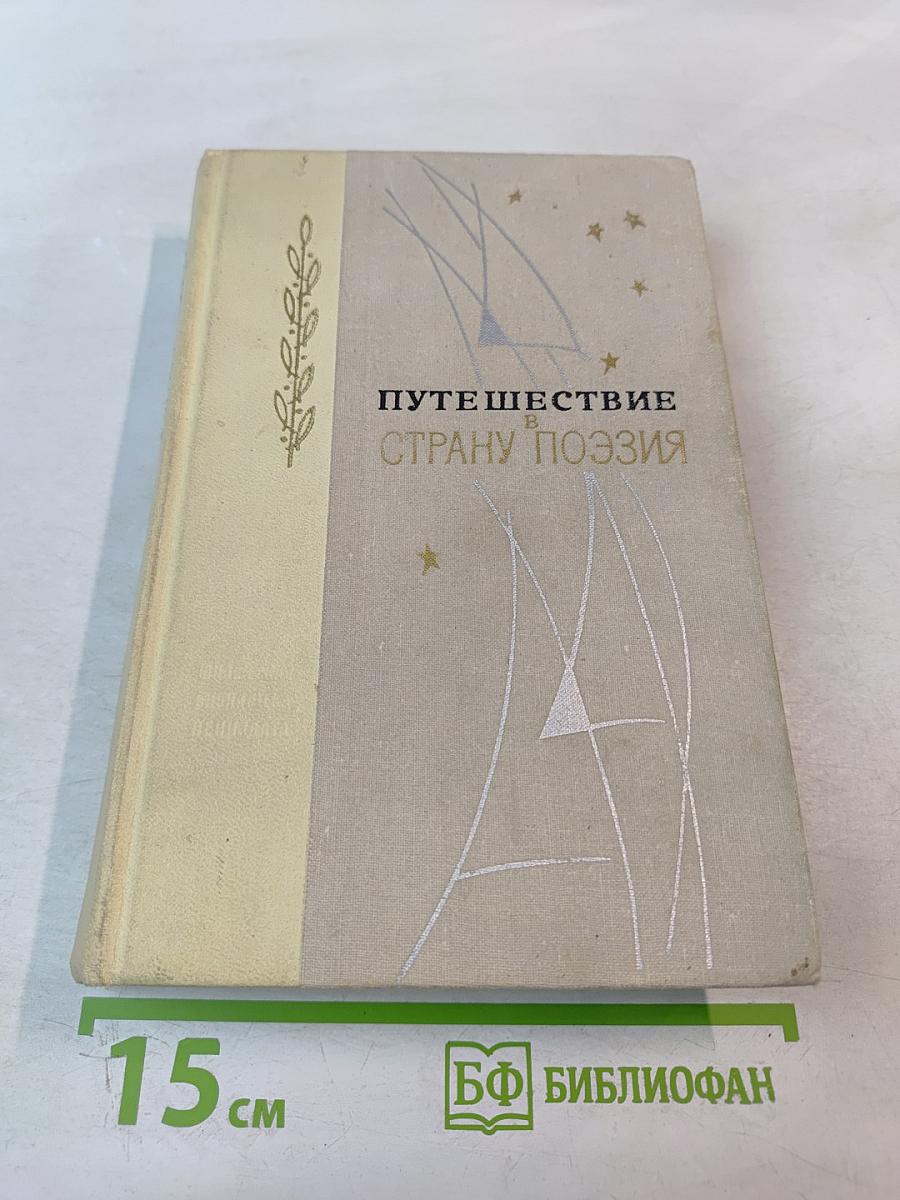 ПУТЕШЕСТВИЕ
В
СТРАНУ ПОЭЗИЯ
15 см
БФ БИБЛИОФАН